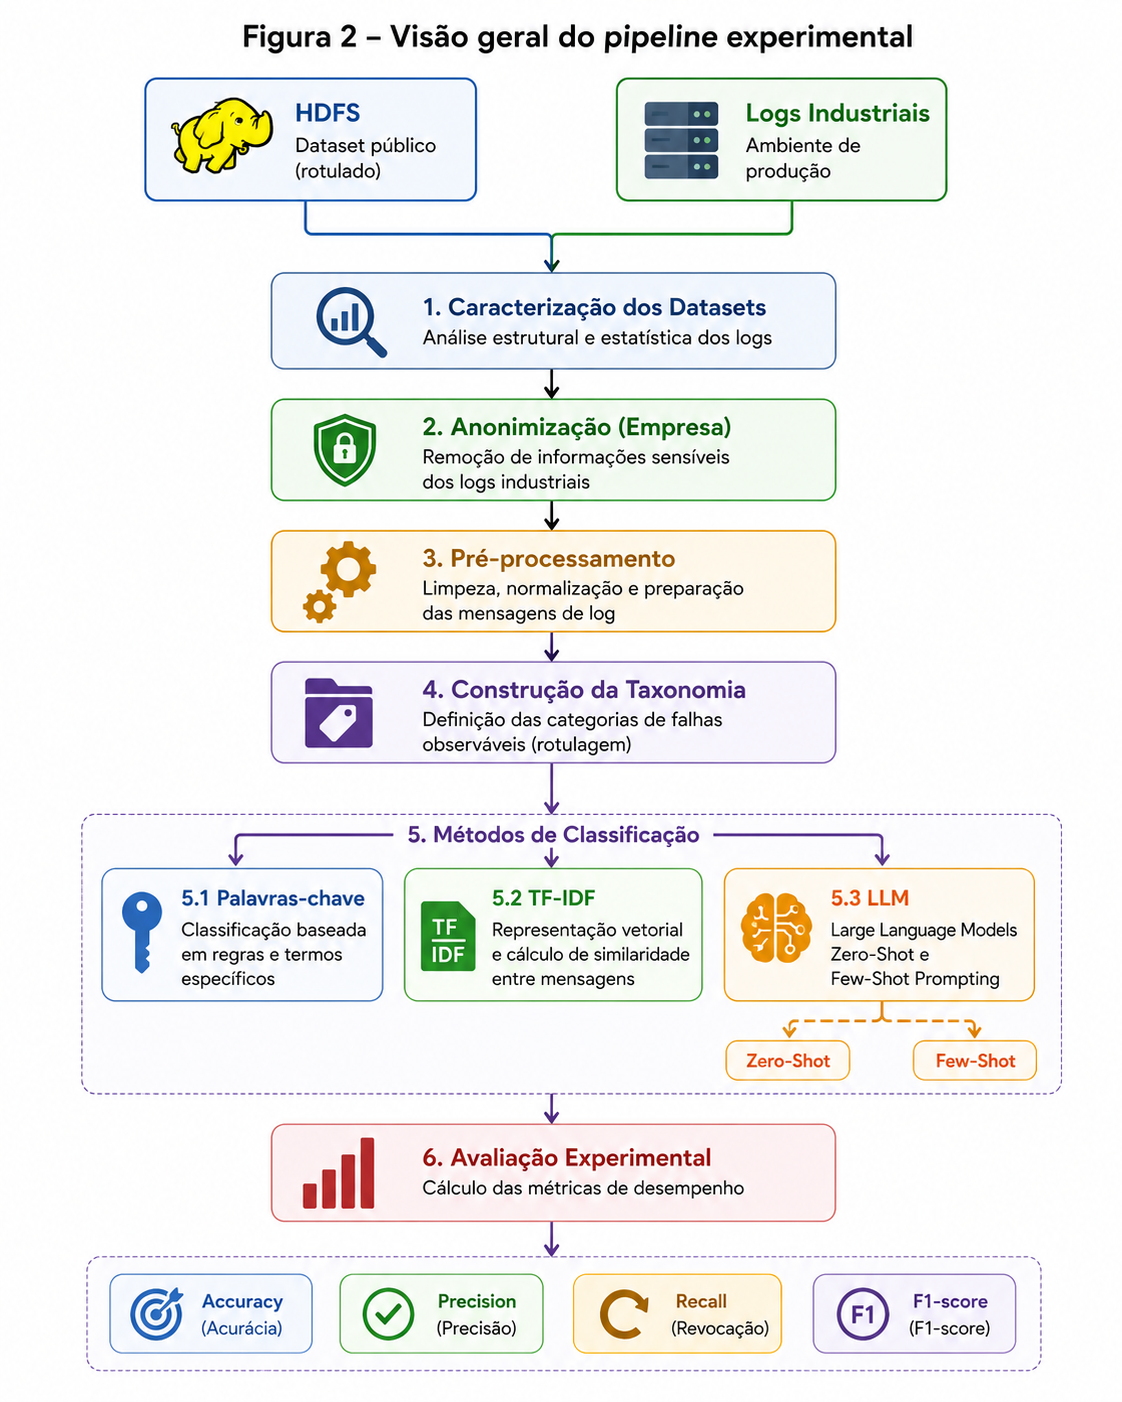 Figura 2 – Visão geral do pipeline experimental
HDFS
Dataset público
(rotulado)
Logs Industriais
Ambiente de
produção
1. Caracterização dos Datasets
Análise estrutural e estatística dos logs
2. Anonimização (Empresa)
Remoção de informações sensíveis
dos logs industriais
3. Pré-processamento
Limpeza, normalização e preparação
das mensagens de log
4. Construção da Taxonomia
Definição das categorias de falhas
observáveis (rotulagem)
5. Métodos de Classificação
5.1 Palavras-chave
Classificação baseada
em regras e termos
específicos
TF
IDF
5.2 TF-IDF
Representação vetorial
e cálculo de similaridade
entre mensagens
5.3 LLM
Large Language Models
Zero-Shot e
Few-Shot Prompting
Zero-Shot
Few-Shot
6. Avaliação Experimental
Cálculo das métricas de desempenho
Accuracy
(Acurácia)
Precision
(Precisão)
Recall
(Revocação)
F1
F1-score
(F1-score)